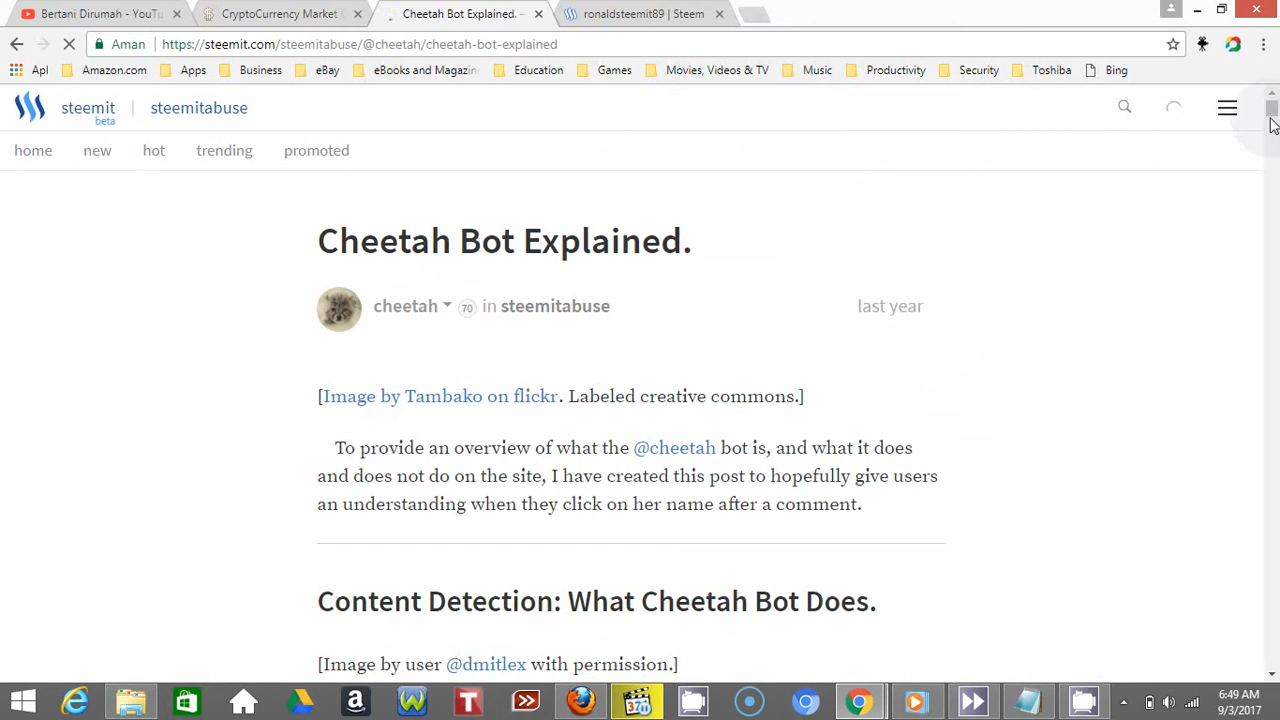 Bertani Dirumah - YouTu
CryptoCurrency Market
Cheetah Bot Explained. –
ronaldsteemit89 | Steem
Aman
https://steemit.com/steemitabuse/@cheetah/cheetah-bot-explained
Apl
Amazon.com
Apps
Business
eBay
eBooks and Magazin
Education
Games
Movies, Videos & TV
Music
Productivity
Security
Toshiba
Bing
steemit
beta
steemitabuse
home
new
hot
trending
promoted
Cheetah Bot Explained.
cheetah 70 in steemitabuse
last year
[Image by Tambako on flickr. Labeled creative commons.]
To provide an overview of what the @cheetah bot is, and what it does
and does not do on the site, I have created this post to hopefully give users
an understanding when they click on her name after a comment.
Content Detection: What Cheetah Bot Does.
[Image by user @dmitlex with permission.]
6:49 AM
9/3/2017